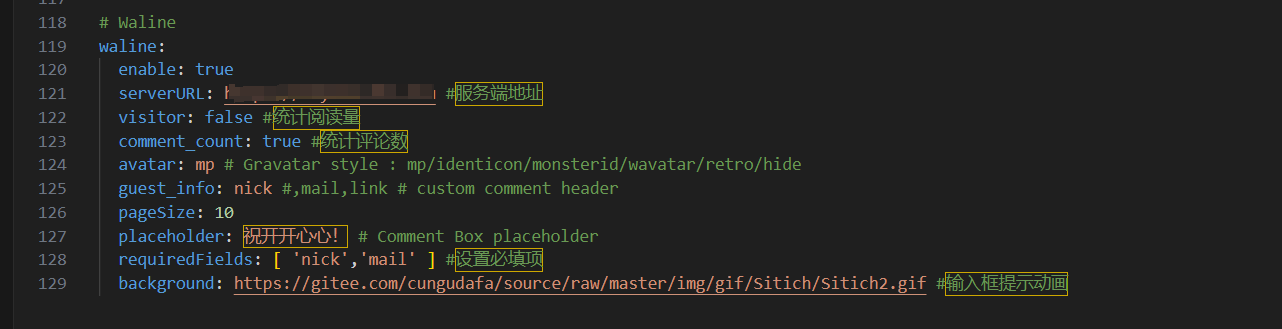 117
118 # Waline
119 waline:
120 enable: true
121 serverURL: #服务端地址
122 visitor: false #统计阅读量
123 comment_count: true #统计评论数
124 avatar: mp # Gravatar style : mp/identicon/monsterid/wavatar/retro/hide
125 guest_info: nick #,mail,link # custom comment header
126 pageSize: 10
127 placeholder: 祝开开心心！ # Comment Box placeholder
128 requiredFields: [ 'nick','mail' ] #设置必填项
129 background: https://gitee.com/cungudafa/source/raw/master/img/gif/Sitich/Sitich2.gif #输入框提示动画